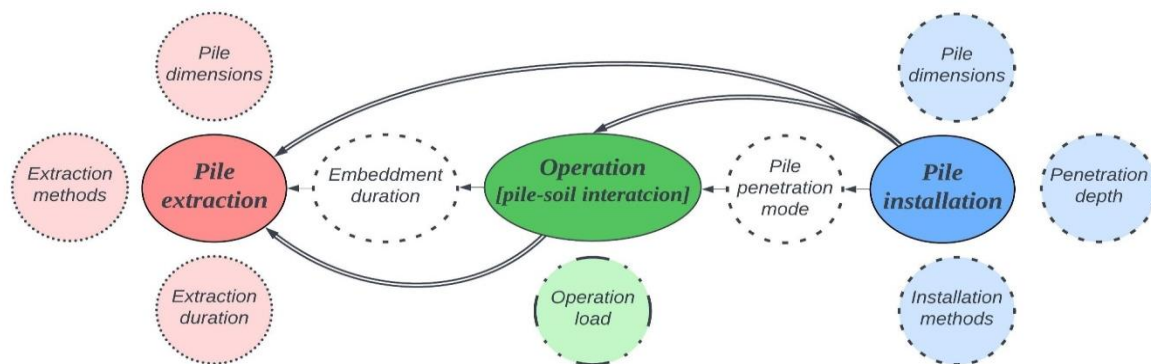 Pile
dimensions
Pile
dimensions
Extraction
methods
Pile
extraction
Embeddment
duration
Operation
[pile-soil interatcion]
Pile
penetration
mode
Pile
installation
Penetration
depth
Extraction
duration
Operation
load
Installation
methods